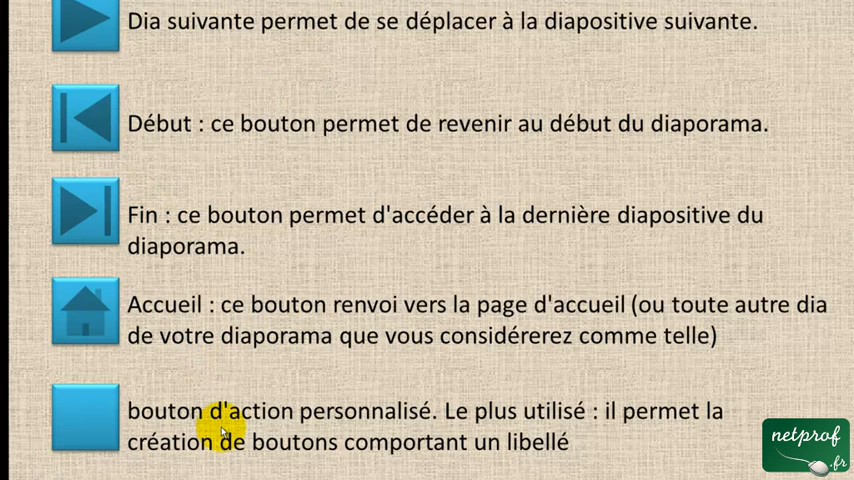 Dia suivante permet de se déplacer à la diapositive suivante.
Début : ce bouton permet de revenir au début du diaporama.
Fin : ce bouton permet d'accéder à la dernière diapositive du
diaporama.
Accueil : ce bouton renvoi vers la page d'accueil (ou toute autre dia
de votre diaporama que vous considérerez comme telle)
bouton d'action personnalisé. Le plus utilisé : il permet la
création de boutons comportant un libellé
netprof
.fr